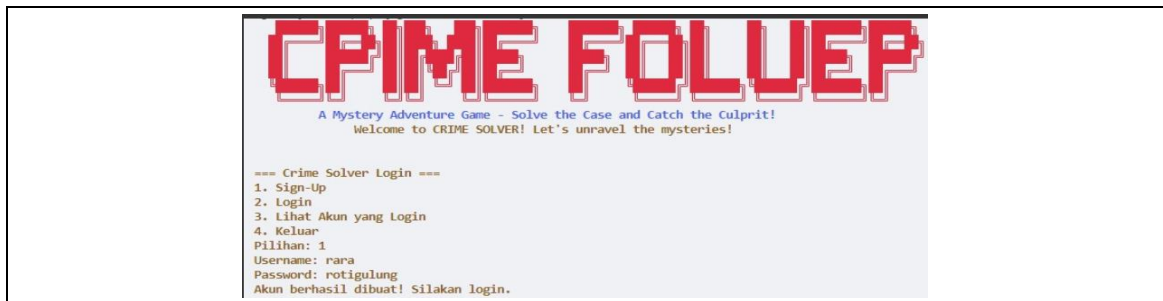 CPIME FOLUEP
A Mystery Adventure Game - Solve the Case and Catch the Culprit!
Welcome to CRIME SOLVER! Let's unravel the mysteries!
=== Crime Solver Login ===
1. Sign-Up
2. Login
3. Lihat Akun yang Login
4. Keluar
Pilihan: 1
Username: rara
Password: rotigulung
Akun berhasil dibuat! Silakan login.